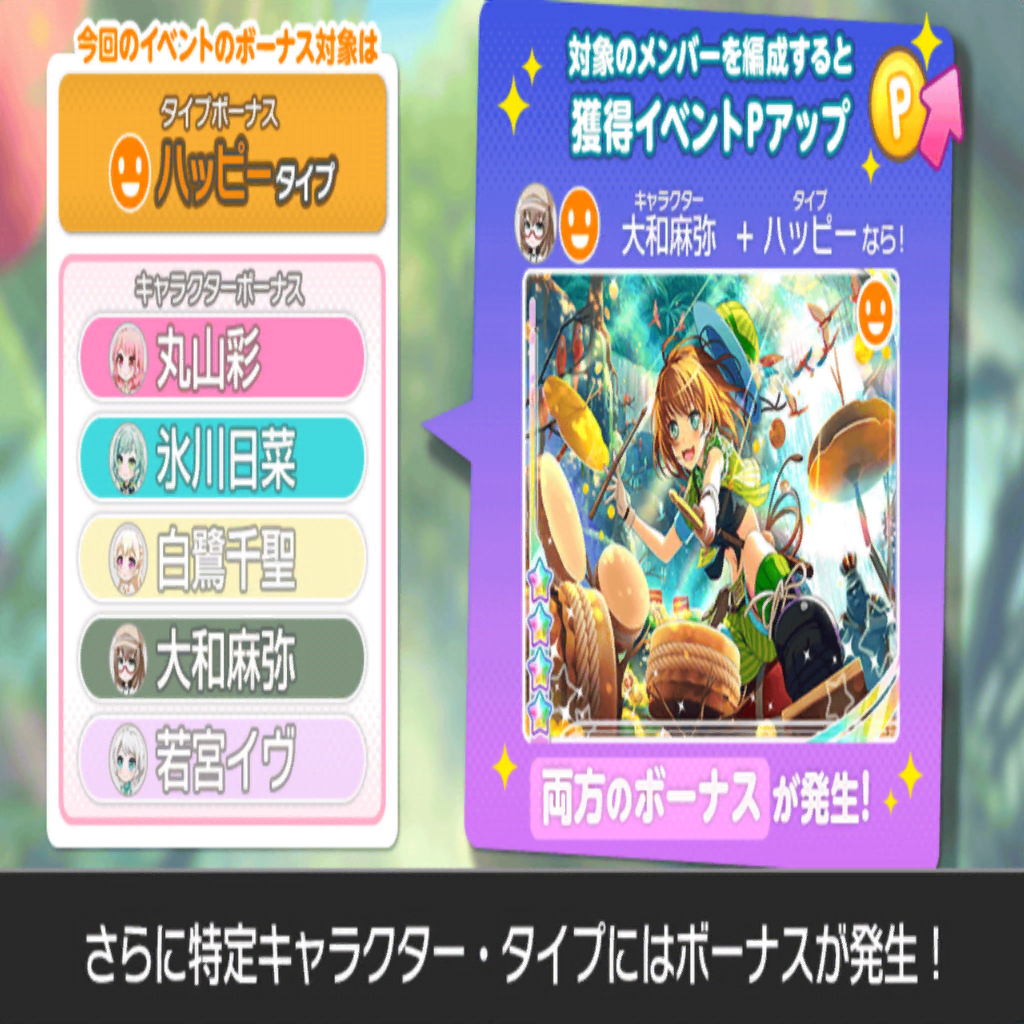 今回のイベントのボーナス対象は
タイプボーナス
ハッピータイプ
キャラクターボーナス
丸山彩
氷川日菜
白鷺千聖
大和麻弥
若宮イヴ
対象のメンバーを編成すると
獲得イベントPアップ
P
キャラクター タイプ
大和麻弥 + ハッピーなら!
両方のボーナスが発生!
さらに特定キャラクター・タイプにはボーナスが発生!